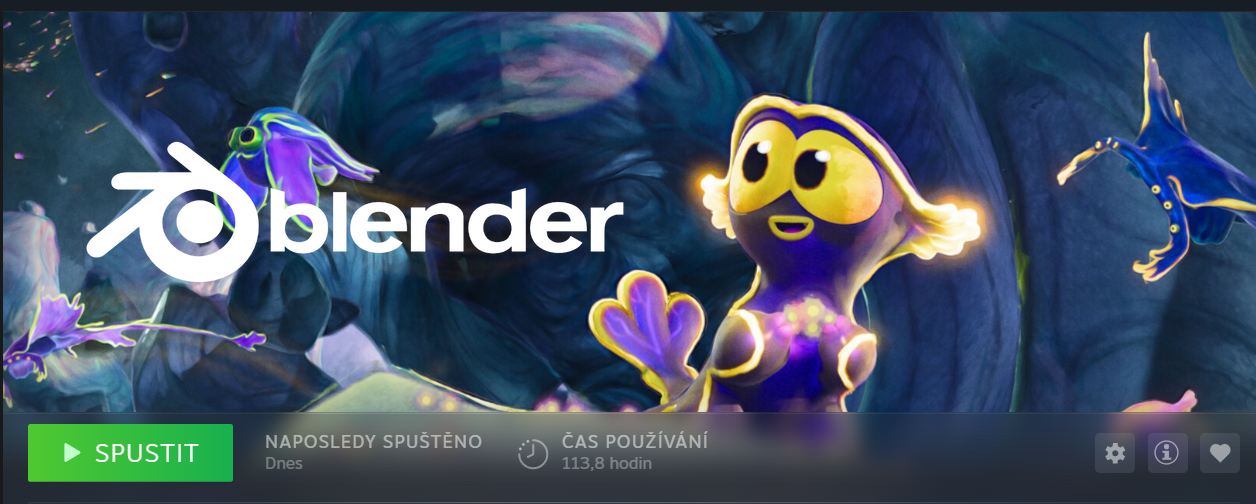 blender
SPUSTIT
NAPOSLEDY SPUŠTĚNO
Dnes
ČAS POUŽÍVÁNÍ
113,8 hodin